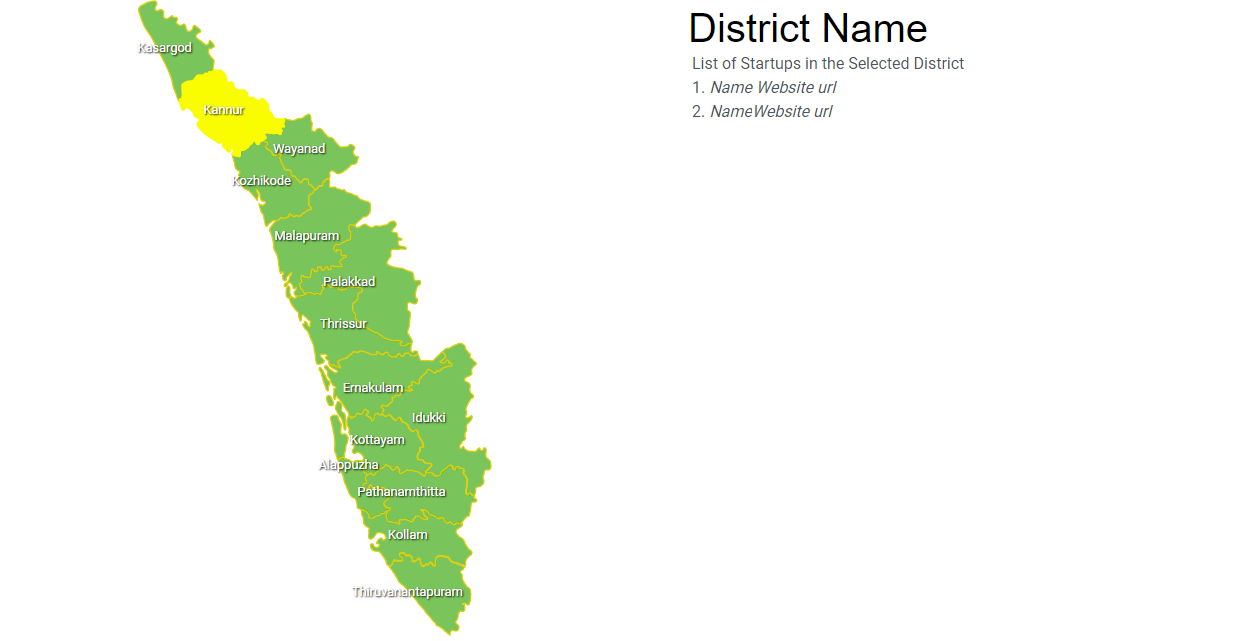 Kasargod
Kannur
Wayanad
Kozhikode
Malapuram
Palakkad
Thrissur
Ernakulam
Idukki
Kottayam
Alappuzha
Pathanamthitta
Kollam
Thiruvanantapuram
District Name
List of Startups in the Selected District
1. Name Website url
2. NameWebsite url